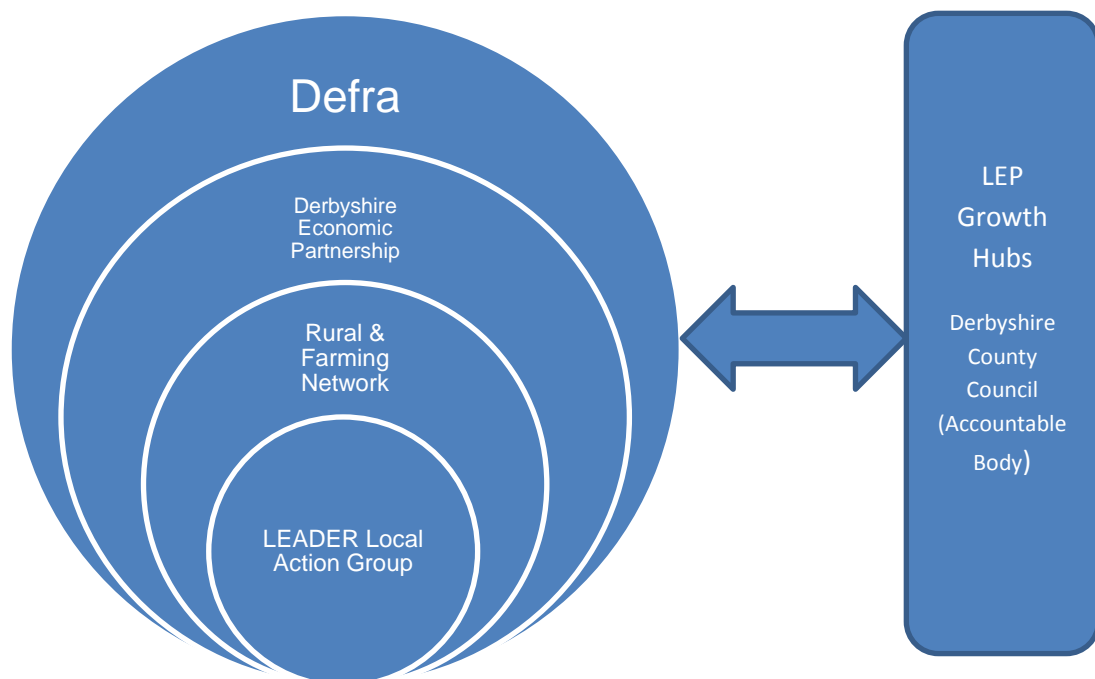 Defra
Derbyshire
Economic
Partnership
Rural &
Farming
Network
LEADER Local
Action Group
LEP
Growth
Hubs
Derbyshire
County
Council
(Accountable
Body)